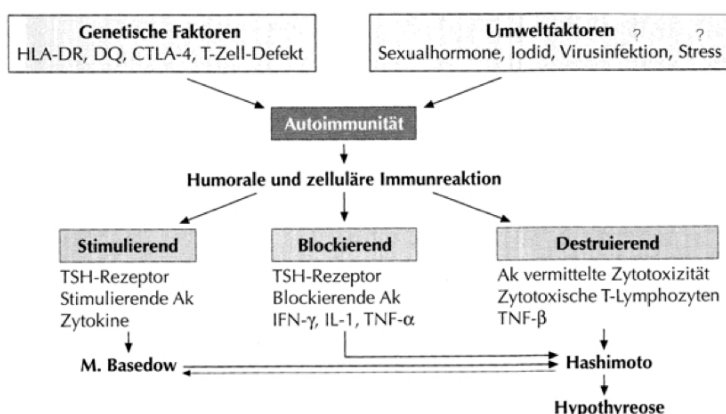 Genetische Faktoren
HLA-DR, DQ, CTLA-4, T-Zell-Defekt
Umweltfaktoren ? ?
Sexualhormone, Iodid, Virusinfektion, Stress
Autoimmunität
Humorale und zelluläre Immunreaktion
Stimulierend
TSH-Rezeptor
Stimulierende Ak
Zytokine
Blockierend
TSH-Rezeptor
Blockierende Ak
IFN-γ, IL-1, TNF-α
Destruierend
Ak vermittelte Zytotoxizität
Zytotoxische T-Lymphozyten
TNF-β
M. Basedow
Hashimoto
Hypothyreose